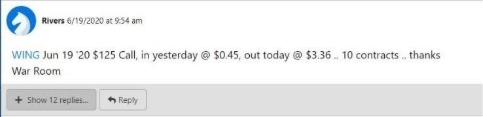 Rivers 6/19/2020 at 9:54 am
WING Jun 19 '20 $125 Call, in yesterday @ $0.45, out today @ $3.36 .. 10 contracts .. thanks
War Room
+ Show 12 replies... Reply